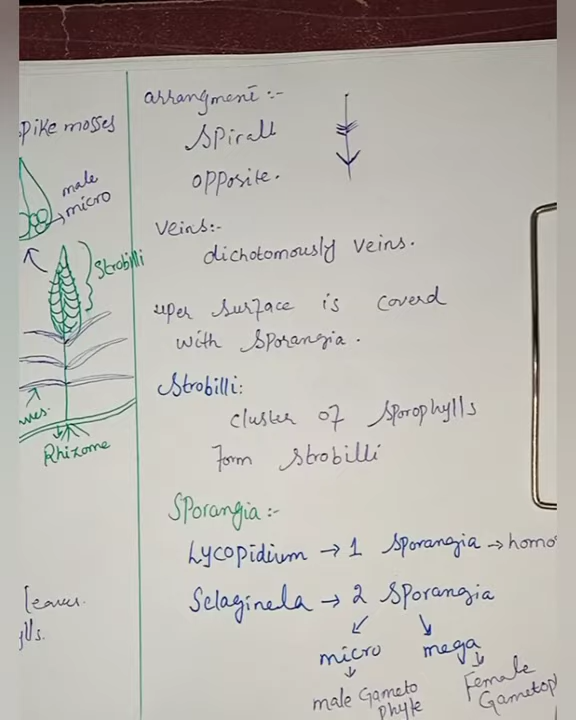 pike mosses
male
micro
Strobilli
Rhizome
leaves.
arrangment :-
Spirall
opposite.
Veins:-
dichotomously veins.
uper surface is coverd
with sporangia.
Strobilli:
cluster of sporophylls
form strobilli
Sporangia :-
Lycopidium → 1 sporangia → homo
Selaginela → 2 sporangia
micro mega
male Gameto
phyte
Female
Gametop